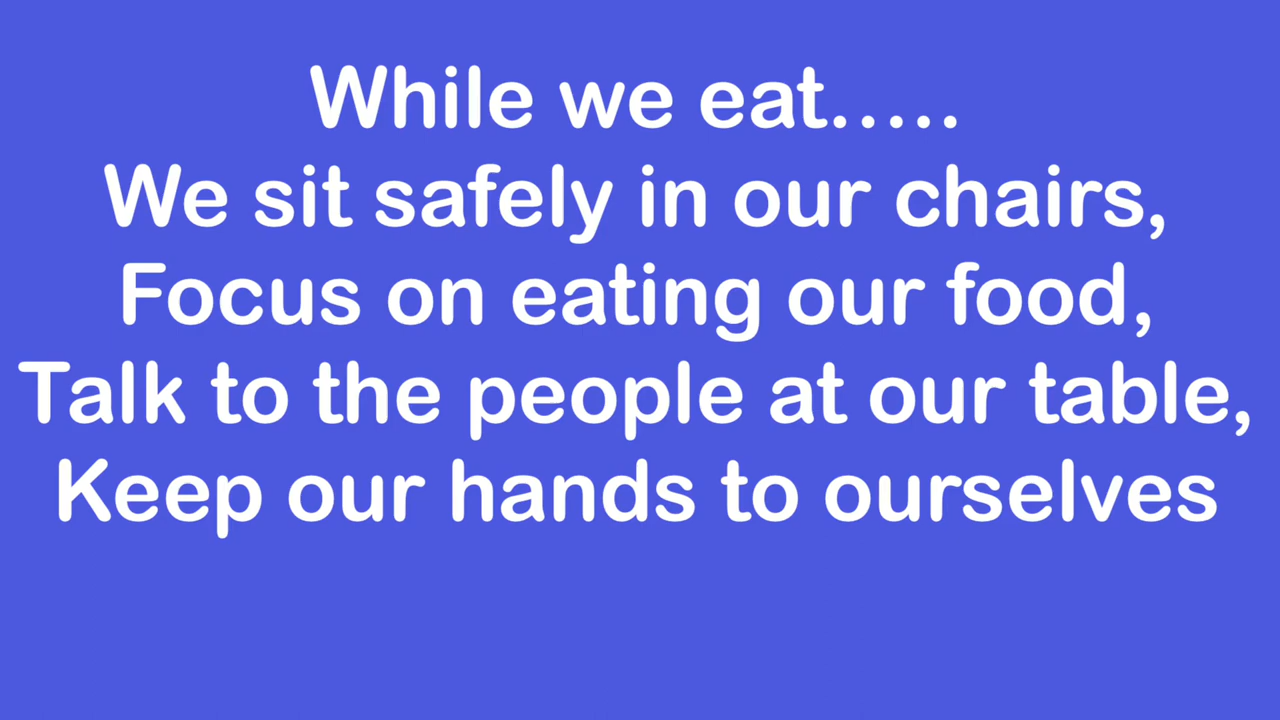 While we eat.....
We sit safely in our chairs,
Focus on eating our food,
Talk to the people at our table,
Keep our hands to ourselves